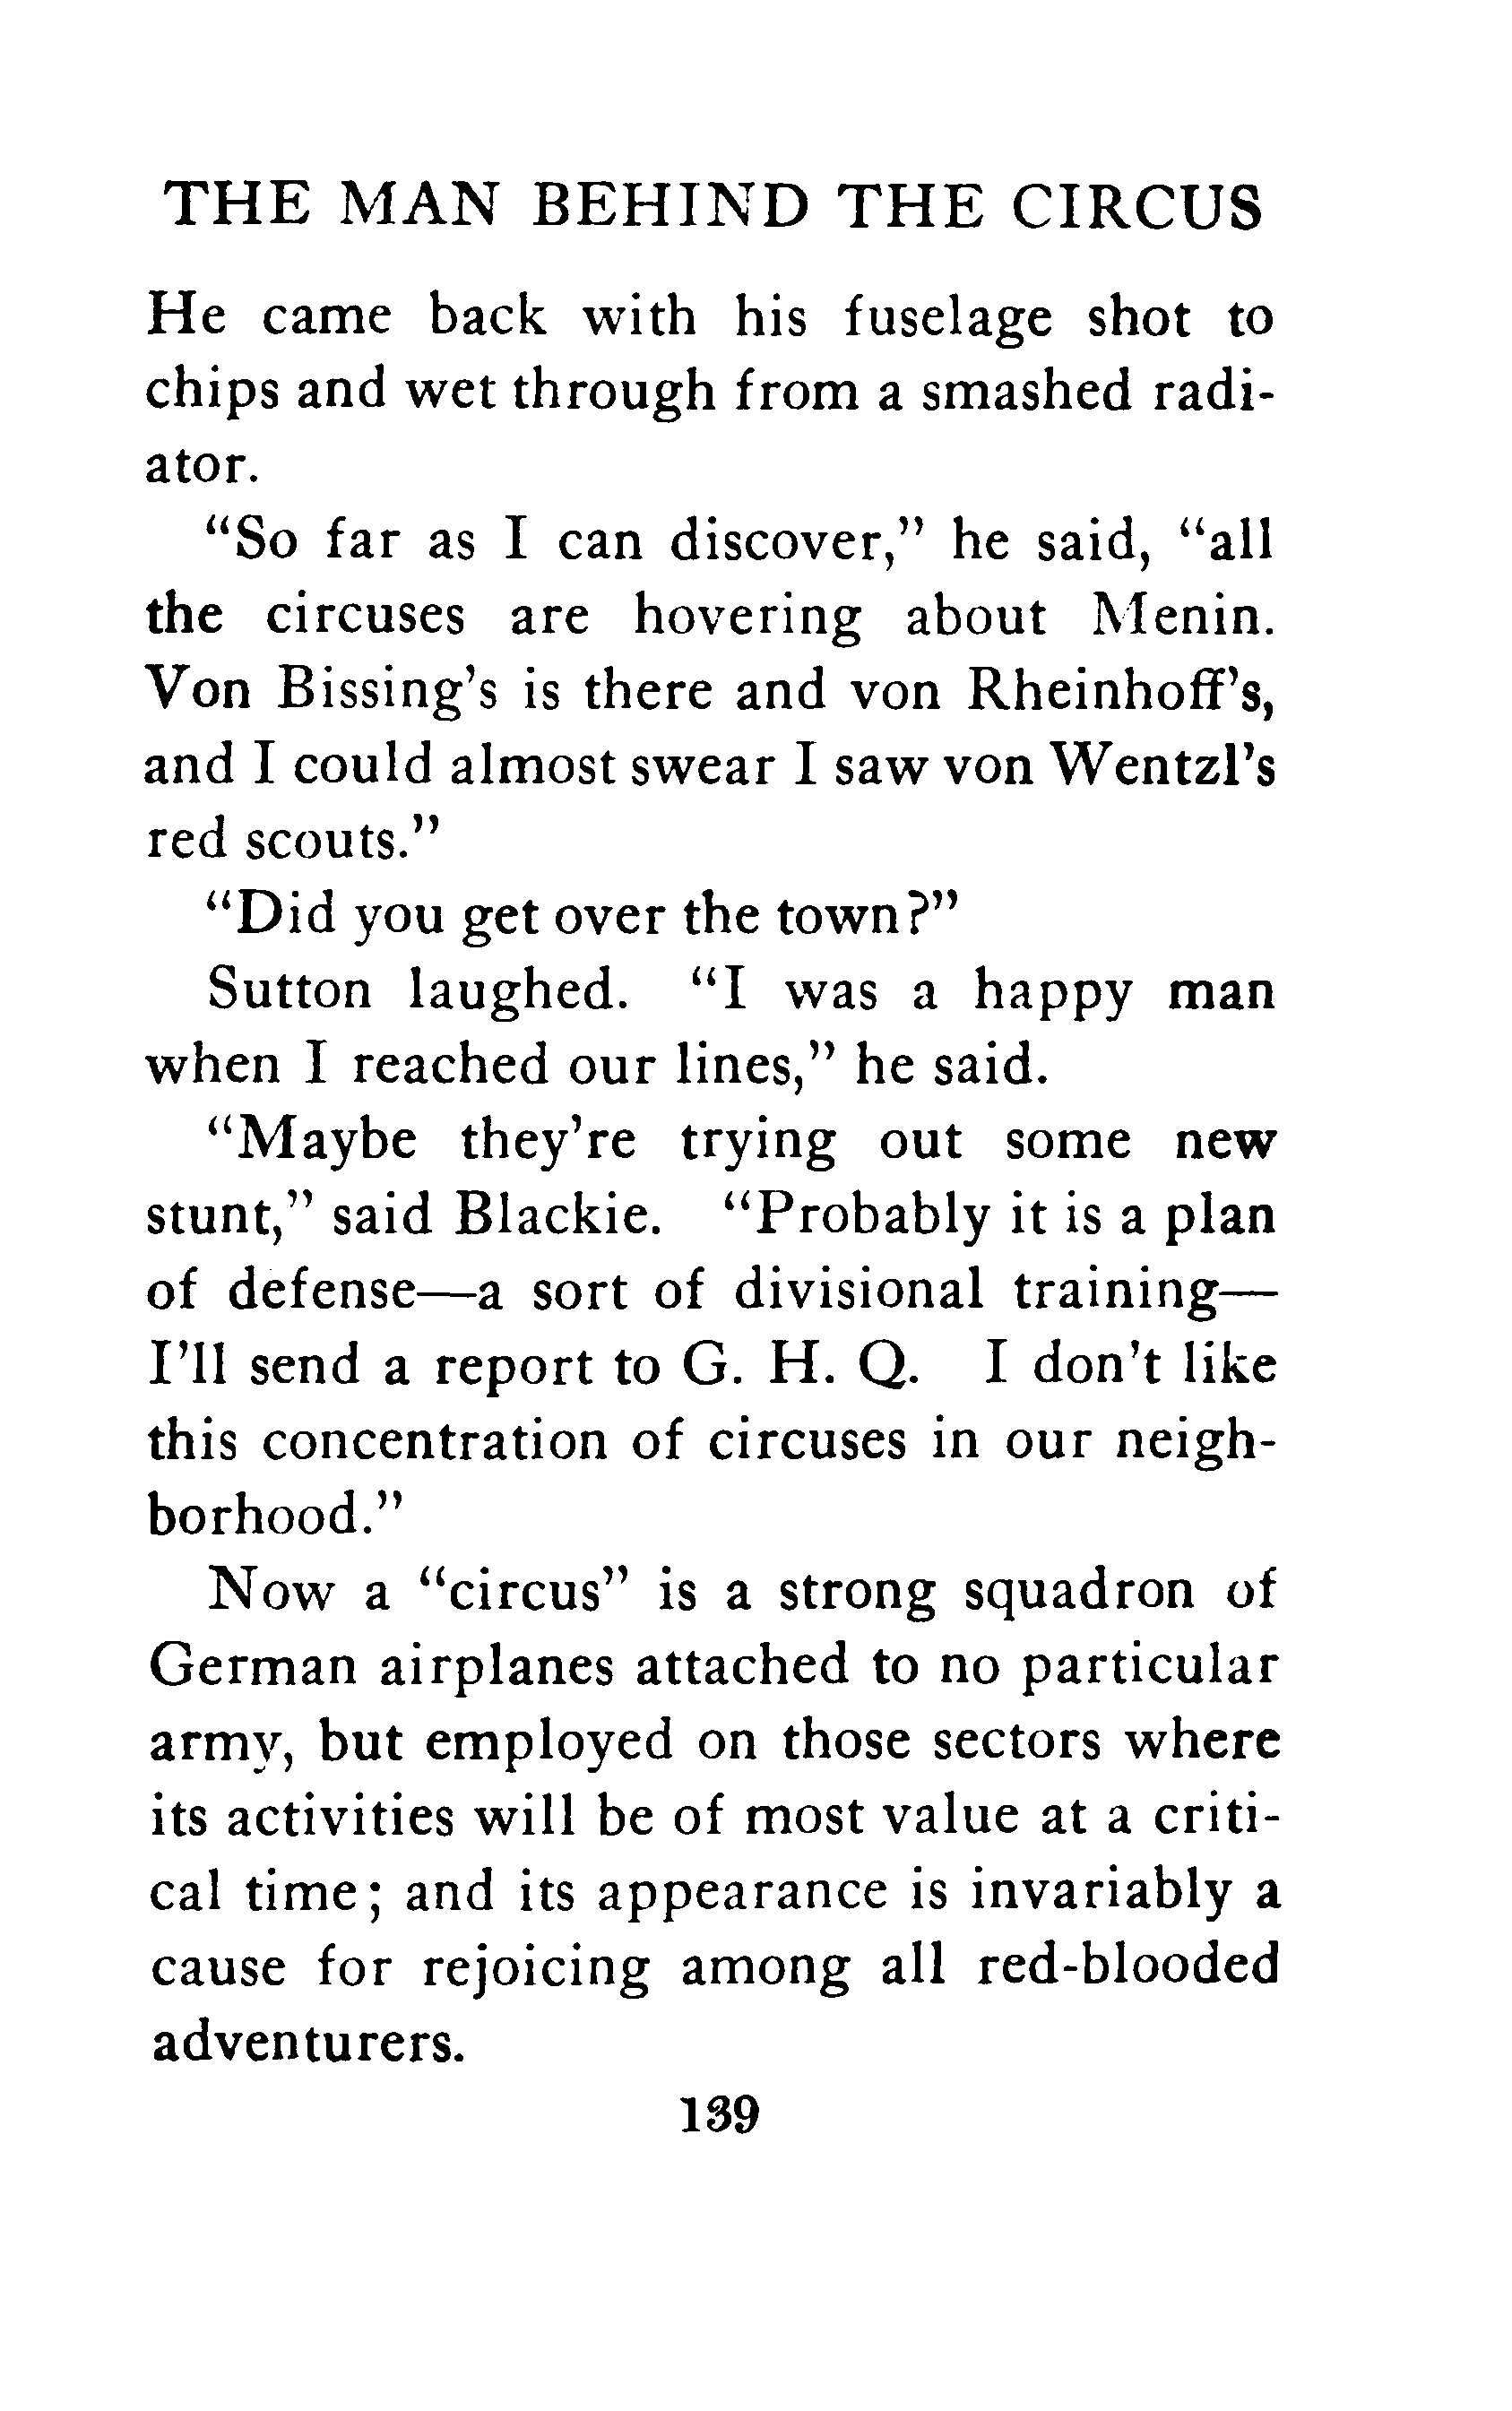 THE MAN BEHIND THE CIRCUS
He came back with his fuselage shot to
chips and wet through from a smashed radi-
ator.
“So far as I can discover,” he said, “all
the circuses are hovering about Menin.
Von Bissing’s is there and von Rheinhoff’s,
and I could almost swear I saw von Wentzl’s
red scouts.”
“Did you get over the town?”
Sutton laughed. “I was a happy man
when I reached our lines,” he said.
“Maybe they’re trying out some new
stunt,” said Blackie. “Probably it is a plan
of defense—a sort of divisional training—
I’ll send a report to G. H. Q. I don’t like
this concentration of circuses in our neigh-
borhood.”
Now a “circus” is a strong squadron of
German airplanes attached to no particular
army, but employed on those sectors where
its activities will be of most value at a criti-
cal time; and its appearance is invariably a
cause for rejoicing among all red-blooded
adventurers.
139